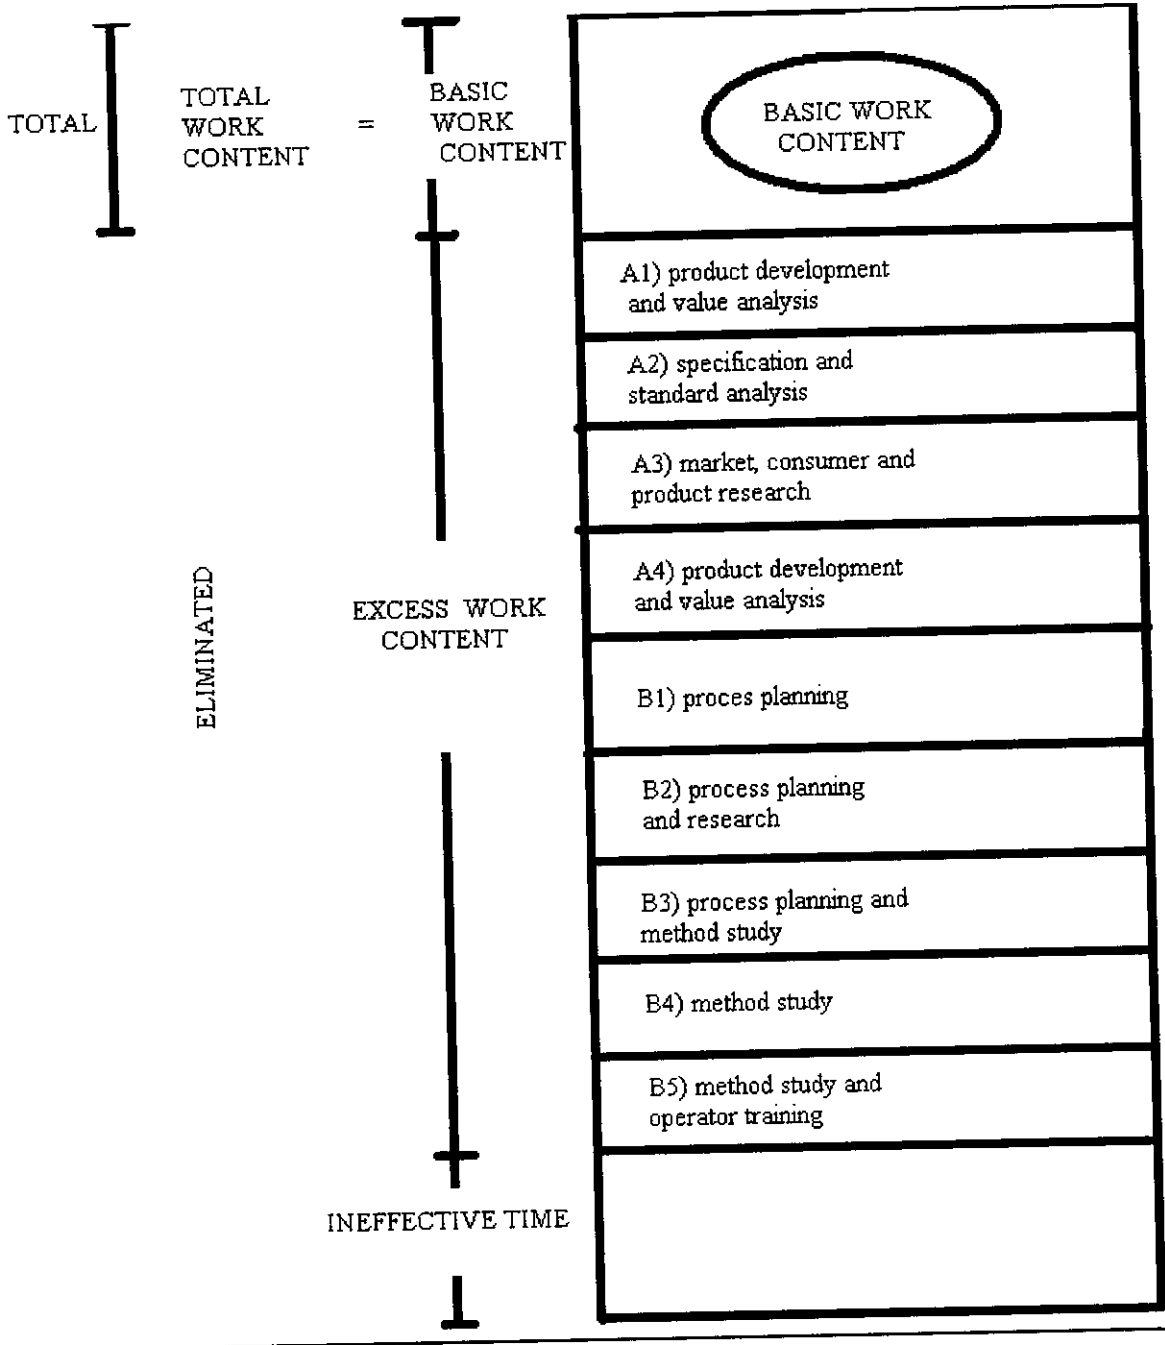 TOTAL
TOTAL
WORK
CONTENT
=
BASIC
WORK
CONTENT
BASIC WORK
CONTENT
A1) product development
and value analysis
A2) specification and
standard analysis
A3) market, consumer and
product research
A4) product development
and value analysis
ELIMINATED
EXCESS WORK
CONTENT
B1) proces planning
B2) process planning
and research
B3) process planning and
method study
B4) method study
B5) method study and
operator training
INEFFECTIVE TIME